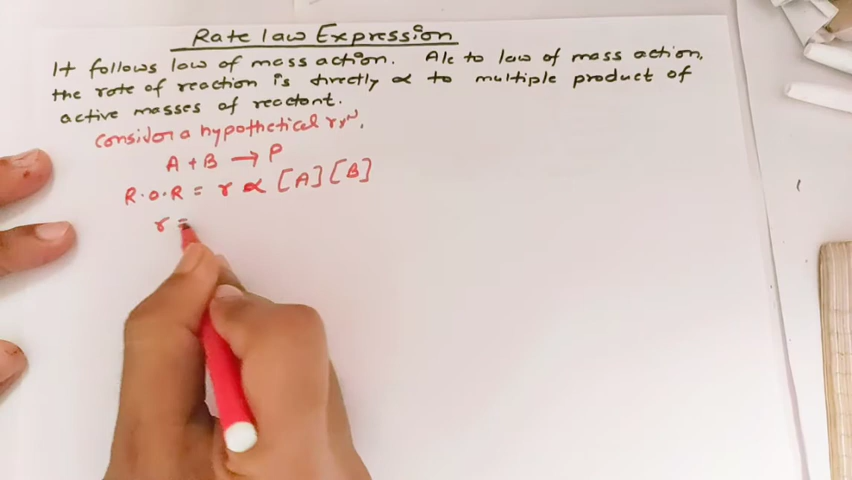 Rate law Expression
It follows law of mass action. Alc to law of mass action,
the rate of reaction is directly ∝ to multiple product of
active masses of reactant.
Consider a hypothetical rxn.
A + B → P
R.O.R = r ∝ [A] [B]
r =